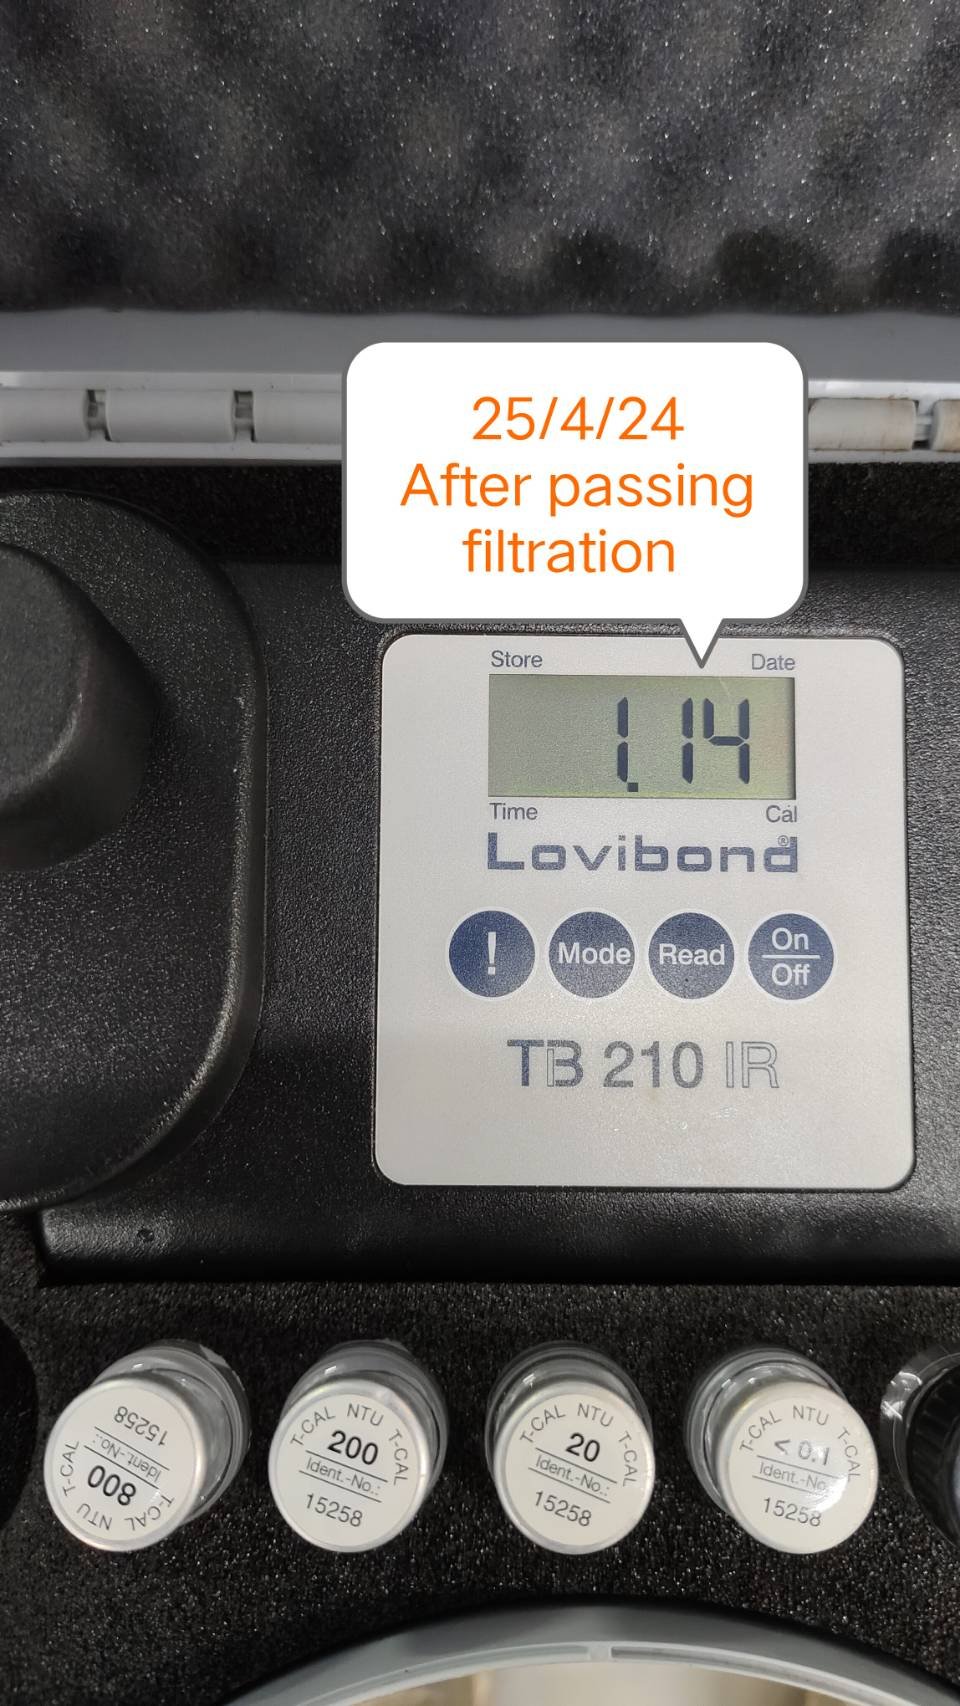 25/4/24
After passing
filtration
Store Date
1.14
Time Cal
Lovibond®
! Mode Read On Off
TB 210 IR
T-CAL NTU T-CAL
800
Ident.-No.:
15258
T-CAL NTU T-CAL
200
Ident.-No.:
15258
T-CAL NTU T-CAL
20
Ident.-No.:
15258
T-CAL NTU T-CAL
< 0.1
Ident.-No.:
15258